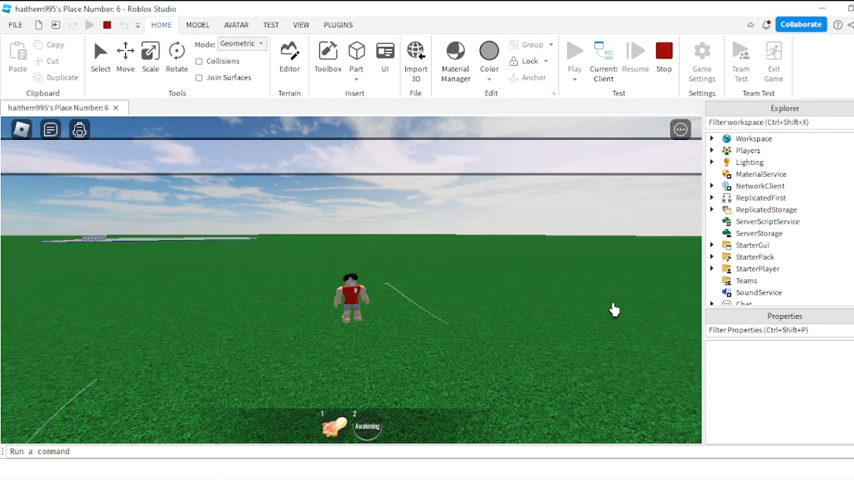 haithem995's Place Number: 6 - Roblox Studio
FILE HOME MODEL AVATAR TEST VIEW PLUGINS Collaborate
Paste Copy Cut Duplicate
Select Move Scale Rotate
Mode: Geometric
Collisions
Join Surfaces
Editor Toolbox Part UI Import 3D
Material Manager Color Group Lock Anchor
Play Current: Client Resume Stop
Game Settings Team Test Exit Game
Clipboard Tools Terrain Insert File Edit Test Settings Team Test
haithem995's Place Number: 6
Explorer
Filter workspace (Ctrl+Shift+X)
Workspace
Players
Lighting
MaterialService
NetworkClient
ReplicatedFirst
ReplicatedStorage
ServerScriptService
ServerStorage
StarterGui
StarterPack
StarterPlayer
Teams
SoundService
Chat
Properties
Filter Properties (Ctrl+Shift+P)
1 2
Awakening
Run a command